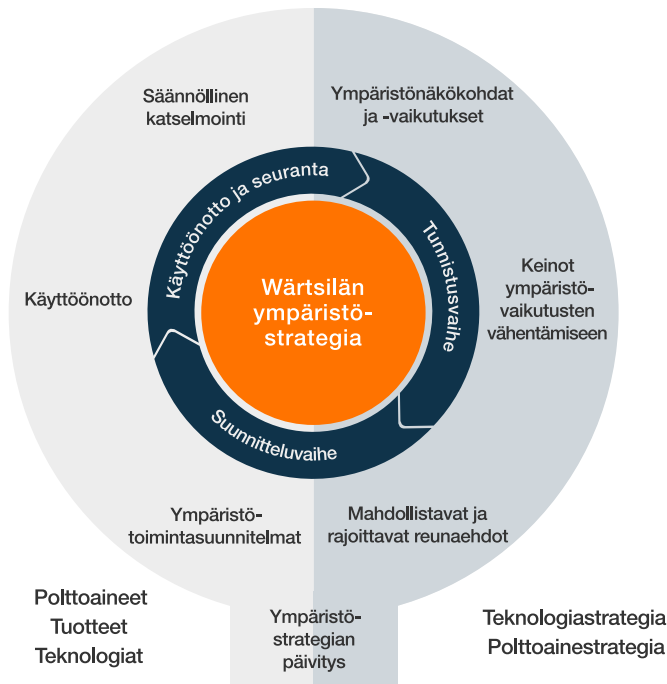 Säännöllinen
katselmointi
Ympäristönäkökohdat
ja -vaikutukset
Käyttöönotto ja seuranta
Tunnistusvaihe
Suunnitteluvaihe
Wärtsilän
ympäristö-
strategia
Käyttöönotto
Keinot
ympäristö-
vaikutusten
vähentämiseen
Ympäristö-
toimintasuunnitelmat
Mahdollistavat ja
rajoittavat reunaehdot
Polttoaineet
Tuotteet
Teknologiat
Ympäristö-
strategian
päivitys
Teknologiastrategia
Polttoainestrategia